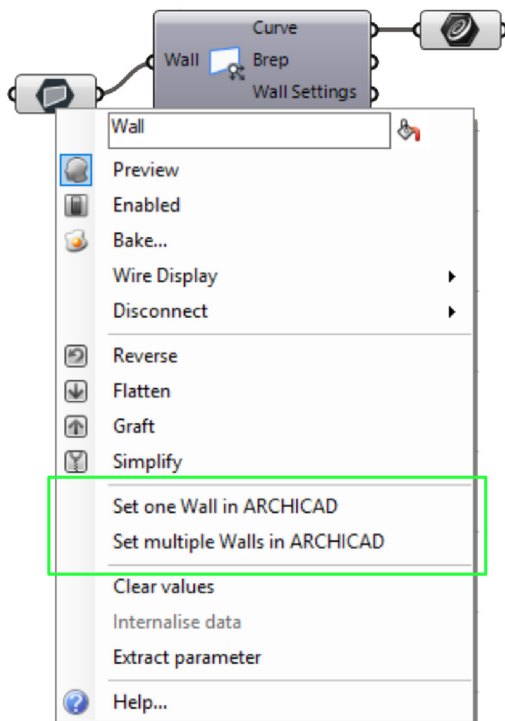 Curve
Wall
Brep
Wall Settings
Wall
Preview
Enabled
Bake...
Wire Display
Disconnect
Reverse
Flatten
Graft
Simplify
Set one Wall in ARCHICAD
Set multiple Walls in ARCHICAD
Clear values
Internalise data
Extract parameter
Help...